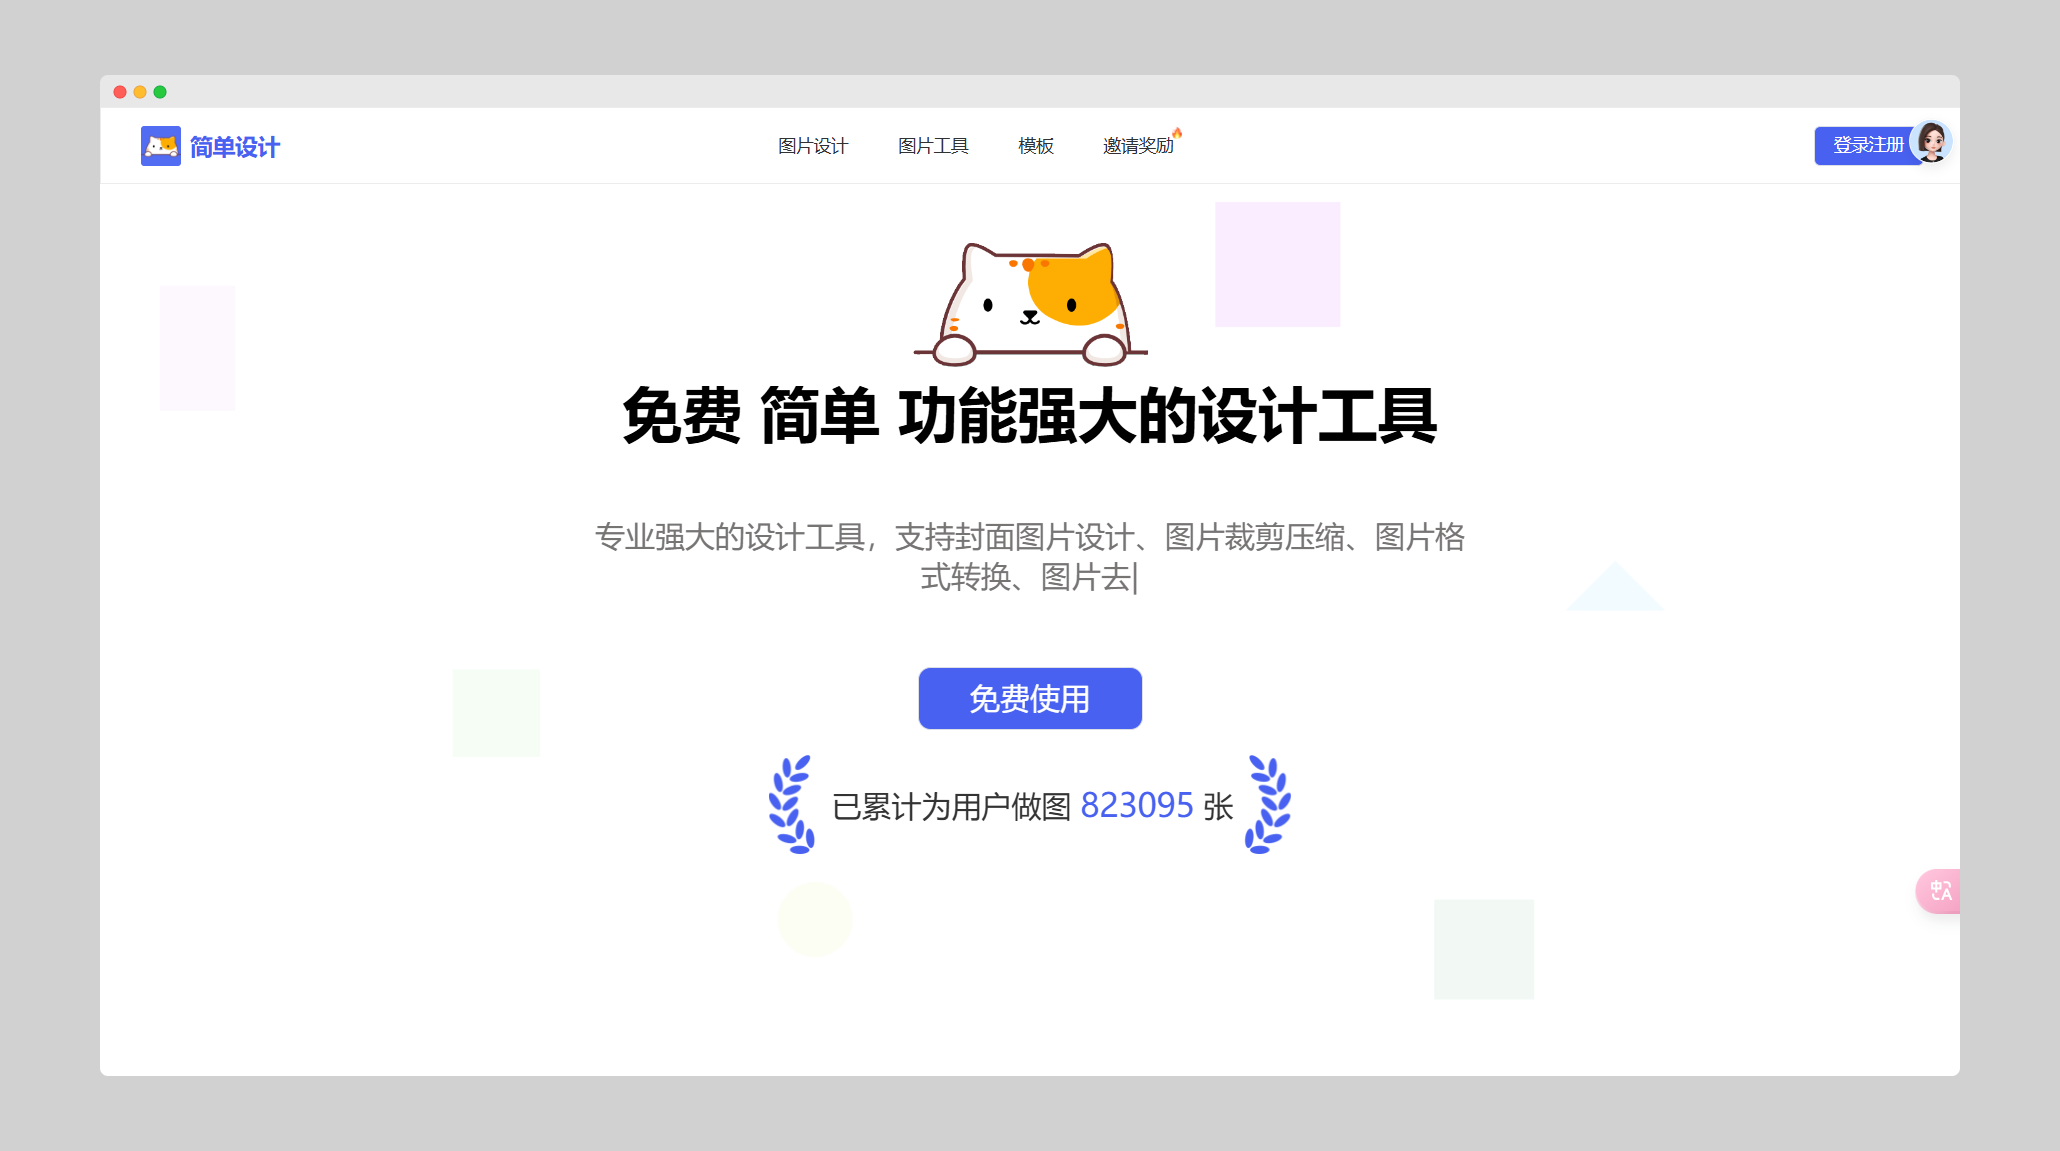 简单设计
图片设计
图片工具
模板
邀请奖励
登录注册
免费 简单 功能强大的设计工具
专业强大的设计工具，支持封面图片设计、图片裁剪压缩、图片格
式转换、图片去|
免费使用
已累计为用户做图 823095 张
中A